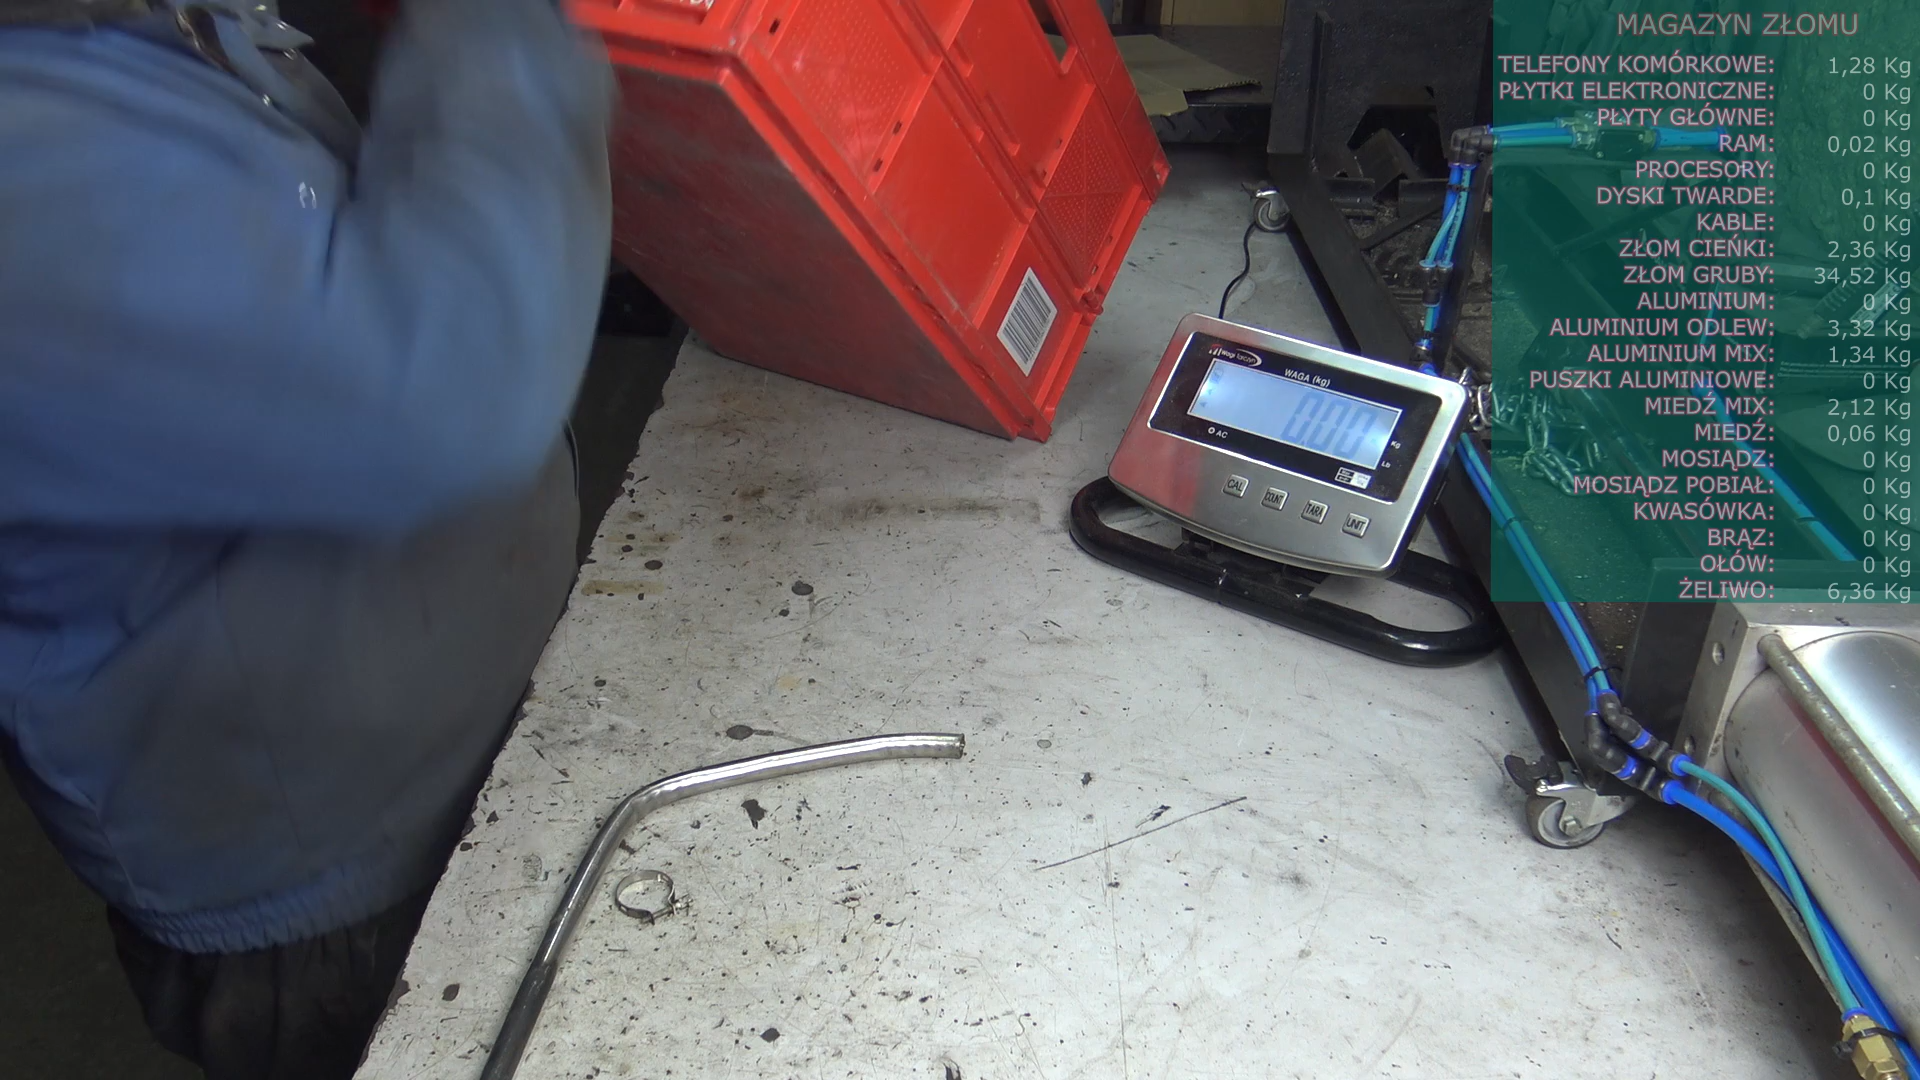 MAGAZYN ZŁOMU
TELEFONY KOMÓRKOWE: 1,28 Kg
PŁYTKI ELEKTRONICZNE: 0 Kg
PŁYTY GŁÓWNE: 0 Kg
RAM: 0,02 Kg
PROCESORY: 0 Kg
DYSKI TWARDE: 0,1 Kg
KABLE: 0 Kg
ZŁOM CIEŃKI: 2,36 Kg
ZŁOM GRUBY: 34,52 Kg
ALUMINIUM: 0 Kg
ALUMINIUM ODLEW: 3,32 Kg
ALUMINIUM MIX: 1,34 Kg
PUSZKI ALUMINIOWE: 0 Kg
MIEDŹ MIX: 2,12 Kg
MIEDŹ: 0,06 Kg
MOSIĄDZ: 0 Kg
MOSIĄDZ POBIAŁ: 0 Kg
KWASÓWKA: 0 Kg
BRĄZ: 0 Kg
OŁÓW: 0 Kg
ŻELIWO: 6,36 Kg
Wagi Tarczyn
WAGA (kg)
0.00
Kg
Lb
AC
CAL COUNT TARA UNIT